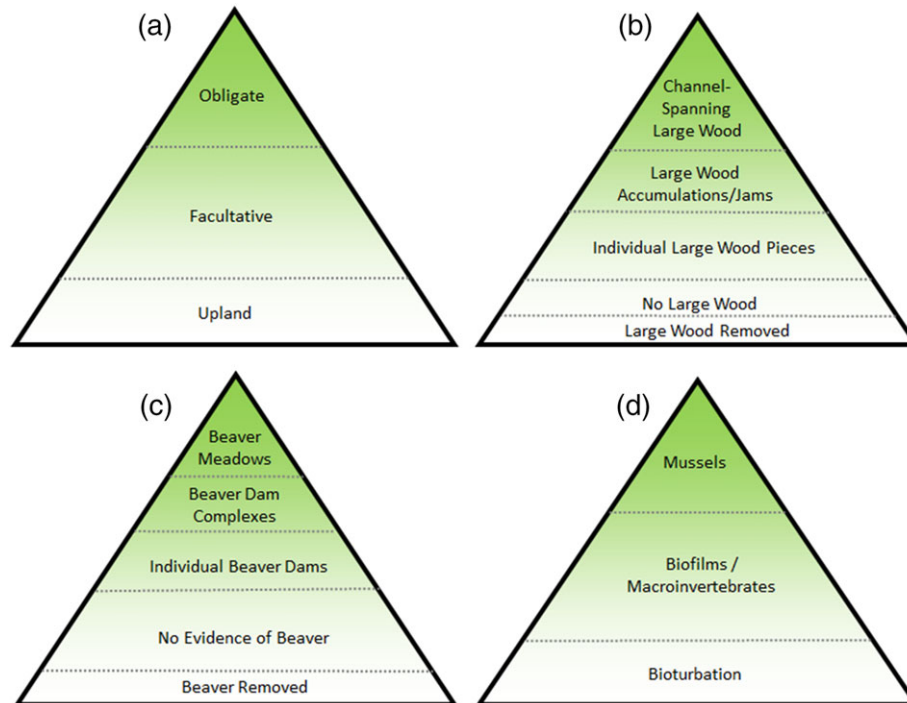 (a)
Obligate
Facultative
Upland
(b)
Channel-
Spanning
Large Wood
Large Wood
Accumulations/Jams
Individual Large Wood Pieces
No Large Wood
Large Wood Removed
(c)
Beaver
Meadows
Beaver Dam
Complexes
Individual Beaver Dams
No Evidence of Beaver
Beaver Removed
(d)
Mussels
Biofilms /
Macroinvertebrates
Bioturbation